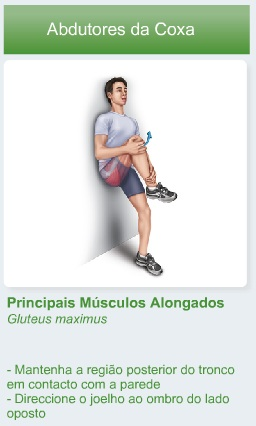 Abdutores da Coxa
Principais Músculos Alongados
Gluteus maximus
- Mantenha a região posterior do tronco
em contacto com a parede
- Direccione o joelho ao ombro do lado
oposto